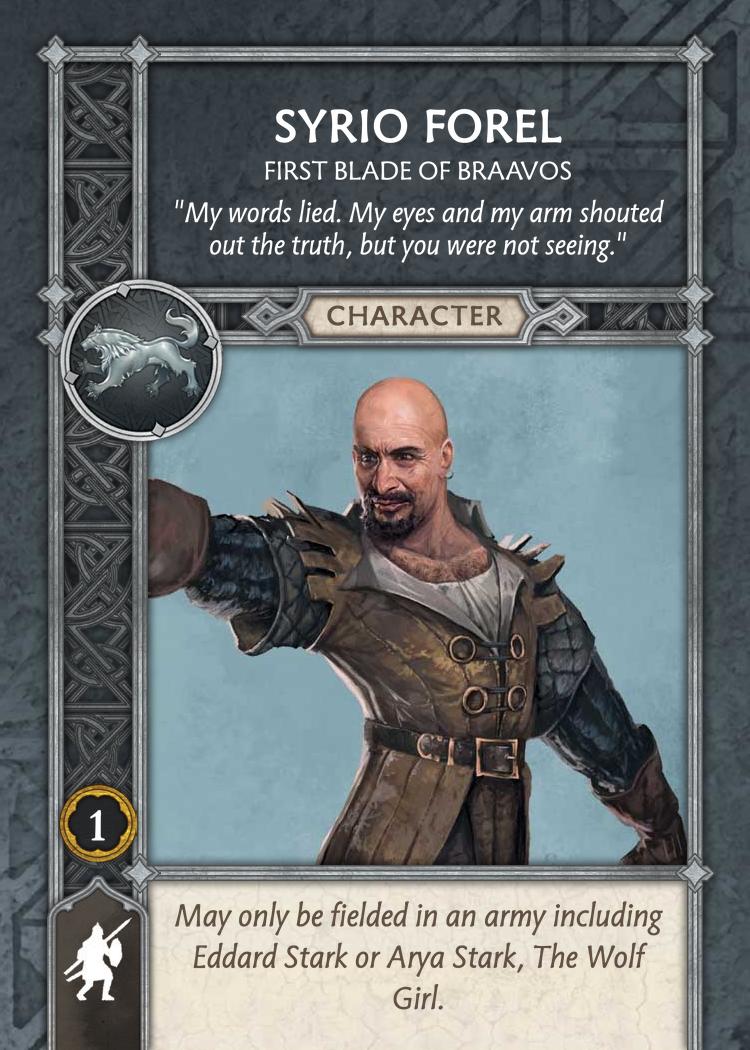 SYRIO FOREL
FIRST BLADE OF BRAAVOS
"My words lied. My eyes and my arm shouted
out the truth, but you were not seeing."
CHARACTER
1
May only be fielded in an army including
Eddard Stark or Arya Stark, The Wolf
Girl.